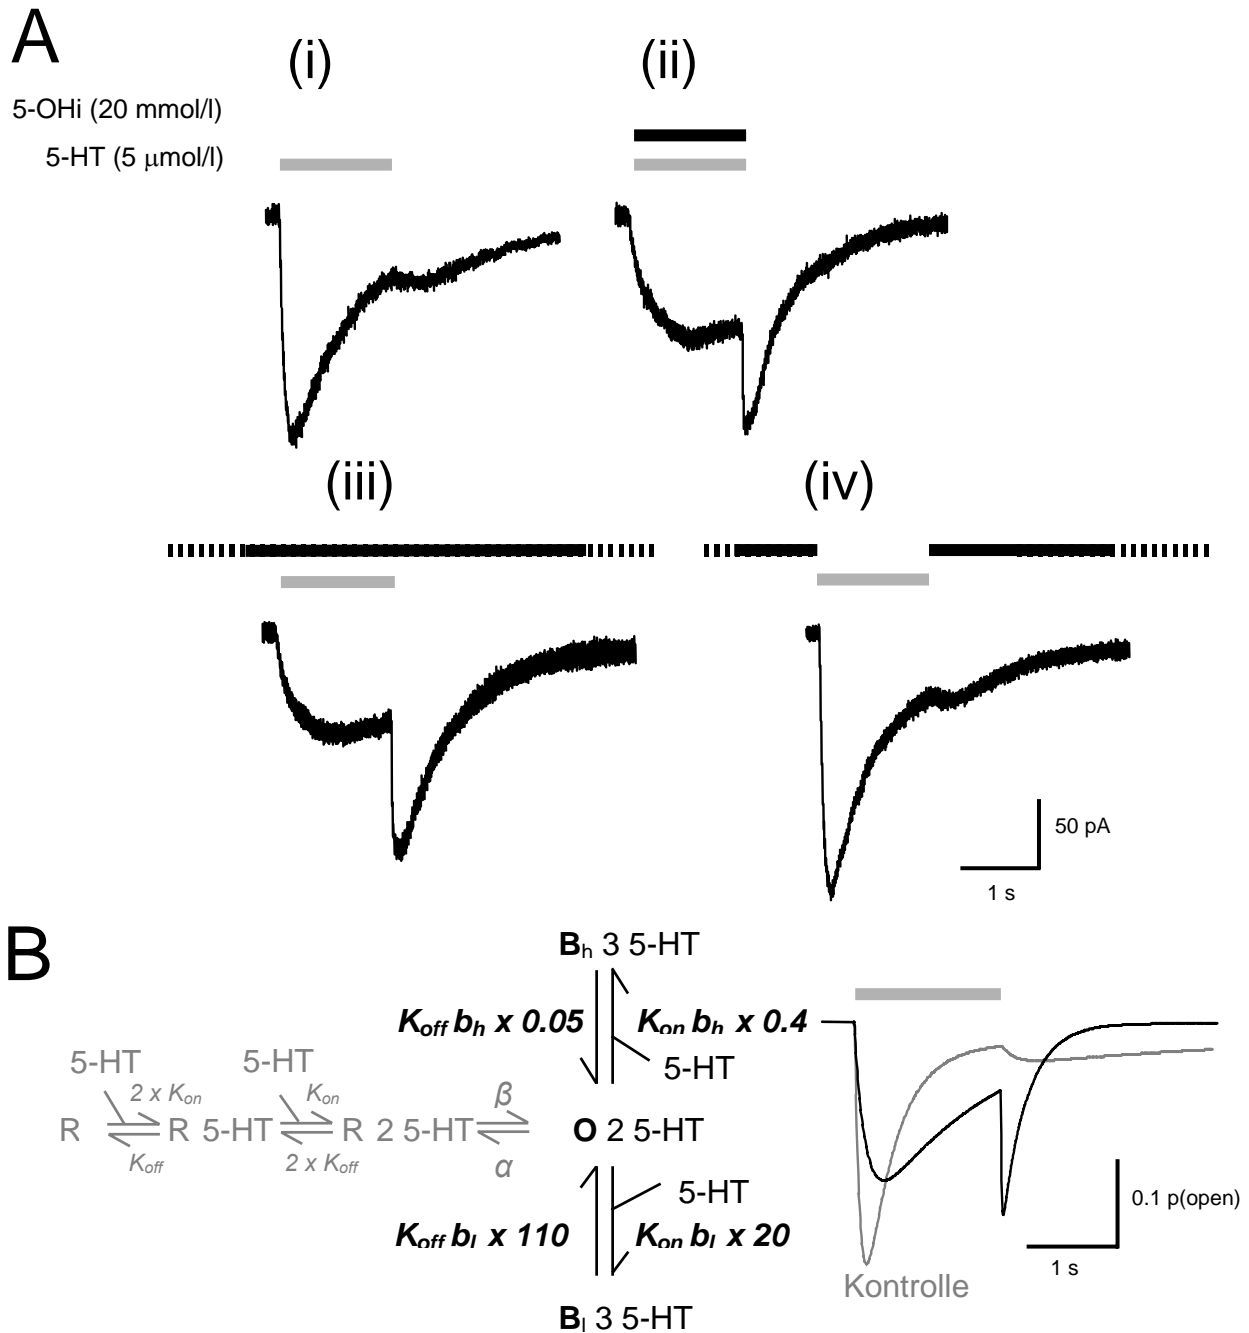 A
(i)
(ii)
5-OHi (20 mmol/l)
5-HT (5 μmol/l)
(iii)
(iv)
50 pA
1 s
B
Bh 3 5-HT
Koff bh x 0.05
Kon bh x 0.4
5-HT
5-HT
5-HT
2 x Kon
Kon
β
R
R 5-HT
R 2 5-HT
O 2 5-HT
Koff
2 x Koff
α
5-HT
Koff bl x 110
Kon bl x 20
Bl 3 5-HT
0.1 p(open)
1 s
Kontrolle